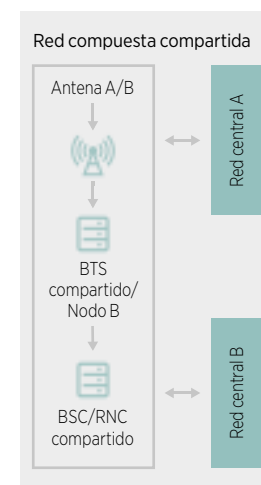 Red compuesta compartida
Antena A/B
Red central A
BTS
compartido/
Nodo B
BSC/RNC
compartido
Red central B